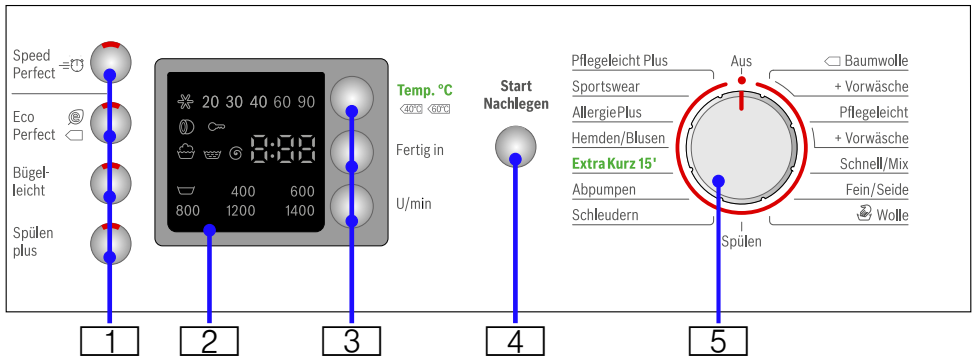 Speed
Perfect
Eco
Perfect
Bügel-
leicht
Spülen
plus
20 30 40 60 90
8:88
400 600
800 1200 1400
Temp. °C
40°C 60°C
Fertig in
U/min
Start
Nachlegen
Aus
Pflegeleicht Plus
Sportswear
AllergiePlus
Hemden/Blusen
Extra Kurz 15'
Abpumpen
Schleudern
Spülen
Baumwolle
+ Vorwäsche
Pflegeleicht
+ Vorwäsche
Schnell/Mix
Fein/Seide
Wolle
1 2 3 4 5